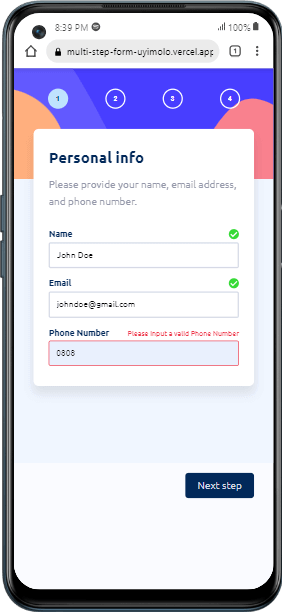 8:39 PM
100%
multi-step-form-uyimolo.vercel.app
1
1 2 3 4
Personal info
Please provide your name, email address,
and phone number.
Name
John Doe
Email
johndoe@gmail.com
Phone Number Please input a valid Phone Number
0808
Next step